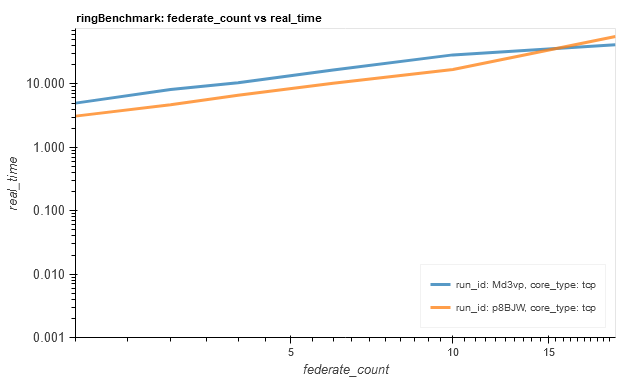 ringBenchmark: federate_count vs real_time
real_time
10.000
1.000
0.100
0.010
0.001
5
10
15
federate_count
run_id: Md3vp, core_type: tcp
run_id: p8BJW, core_type: tcp